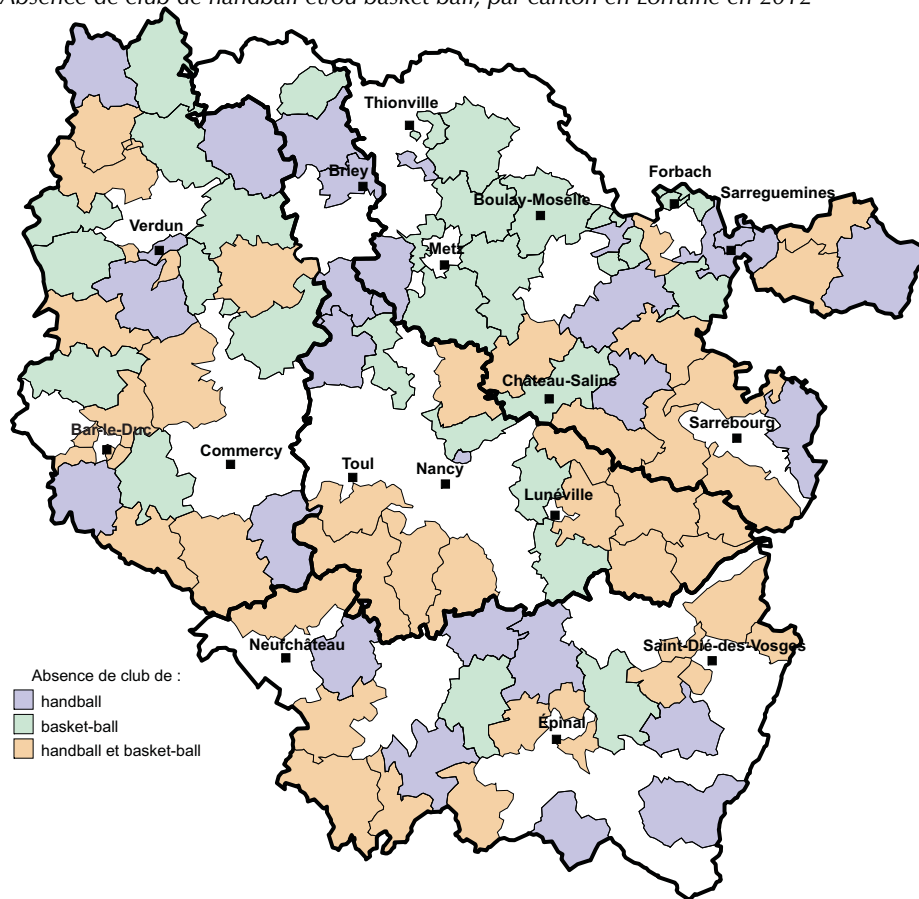 Absence de club de handball et/ou basket-ball, par canton en Lorraine en 2012
Thionville
Briey
Forbach
Sarreguemines
Boulay-Moselle
Verdun
Metz
Château-Salins
Sarrebourg
Bar-le-Duc
Commercy
Toul
Nancy
Lunéville
Neufchâteau
Saint-Dié-des-Vosges
Épinal
Absence de club de :
handball
basket-ball
handball et basket-ball